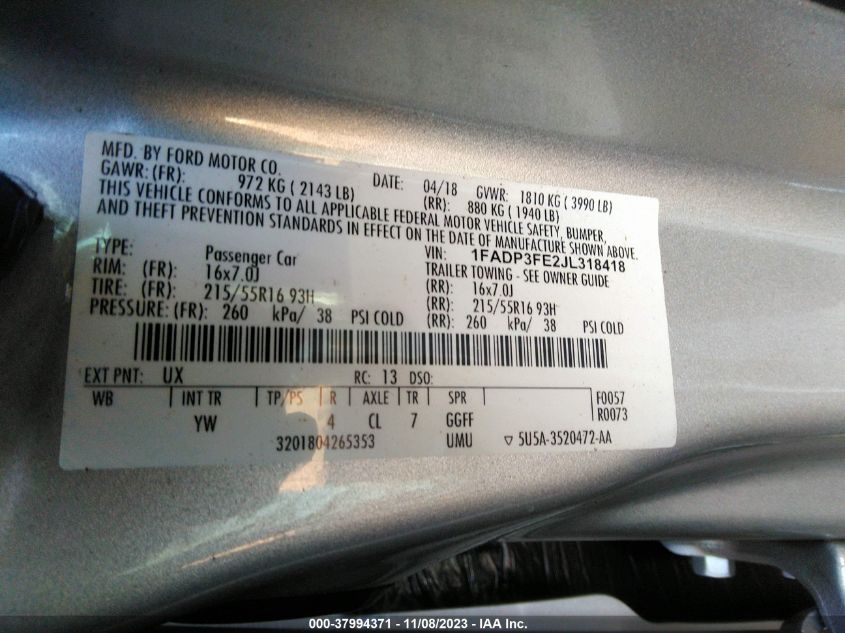 MFD. BY FORD MOTOR CO.
DATE: 04/18 GVWR: 1810 KG ( 3990 LB)
GAWR: (FR): 972 KG ( 2143 LB) (RR): 880 KG ( 1940 LB)
THIS VEHICLE CONFORMS TO ALL APPLICABLE FEDERAL MOTOR VEHICLE SAFETY, BUMPER,
AND THEFT PREVENTION STANDARDS IN EFFECT ON THE DATE OF MANUFACTURE SHOWN ABOVE.
VIN: 1FADP3FE2JL318418
TYPE: Passenger Car TRAILER TOWING - SEE OWNER GUIDE
RIM: (FR): 16x7.0J (RR): 16x7.0J
TIRE: (FR): 215/55R16 93H (RR): 215/55R16 93H
PRESSURE: (FR): 260 kPa/ 38 PSI COLD (RR): 260 kPa/ 38 PSI COLD
EXT PNT: UX RC: 13 DSO:
WB INT TR TP/PS R AXLE TR SPR F0057
YW 4 CL 7 GGFF R0073
3201804265353 UMU ▽ 5U5A-3520472-AA
000-37994371 - 11/08/2023 - IAA Inc.